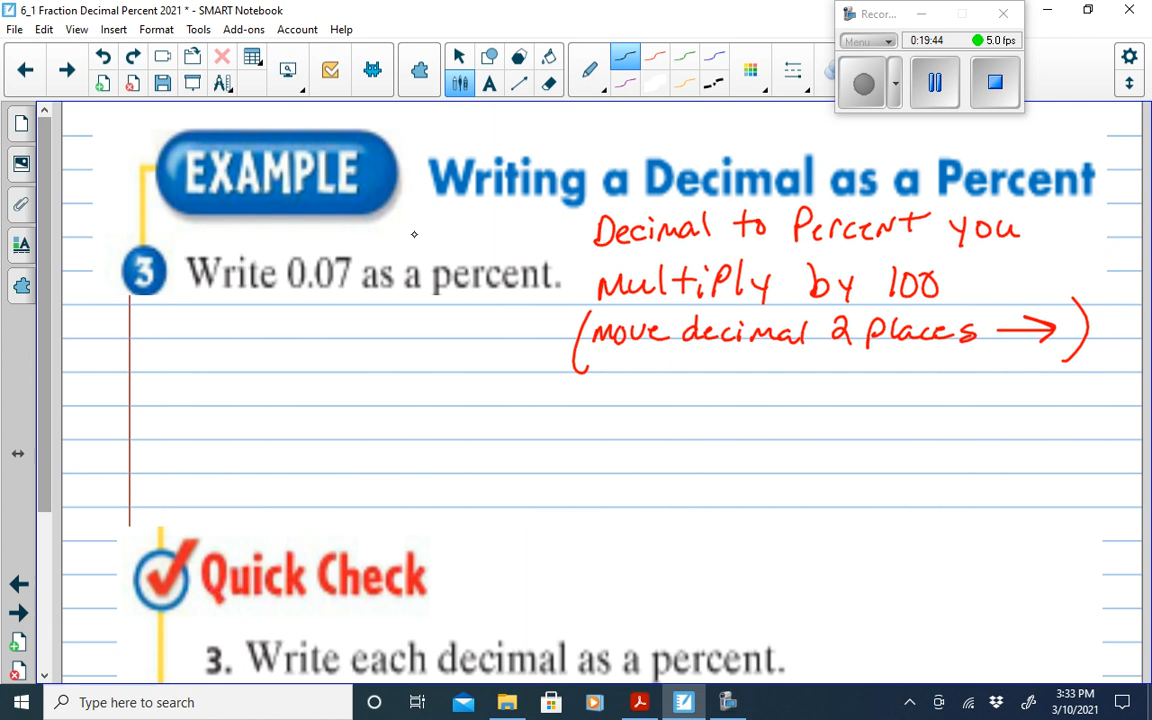 6_1 Fraction Decimal Percent 2021 * - SMART Notebook
Recor...
File Edit View Insert Format Tools Add-ons Account Help
Menu 0:19:44 5.0 fps
EXAMPLE Writing a Decimal as a Percent
Decimal to Percent you
3 Write 0.07 as a percent.
Multiply by 100
(move decimal 2 places →)
Quick Check
3. Write each decimal as a percent.
Type here to search
3:33 PM
3/10/2021